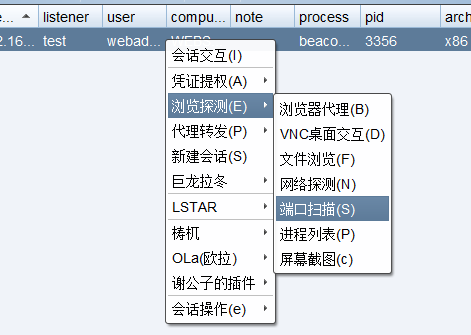 e... listener user compu... note process pid arch
2.16... test webad... beaco... 3356 x86
会话交互(I)
凭证提权(A)
浏览探测(E)
代理转发(P)
新建会话(S)
巨龙拉冬
LSTAR
梼杌
OLa(欧拉)
谢公子的插件
会话操作(e)
浏览器代理(B)
VNC桌面交互(D)
文件浏览(F)
网络探测(N)
端口扫描(S)
进程列表(P)
屏幕截图(c)